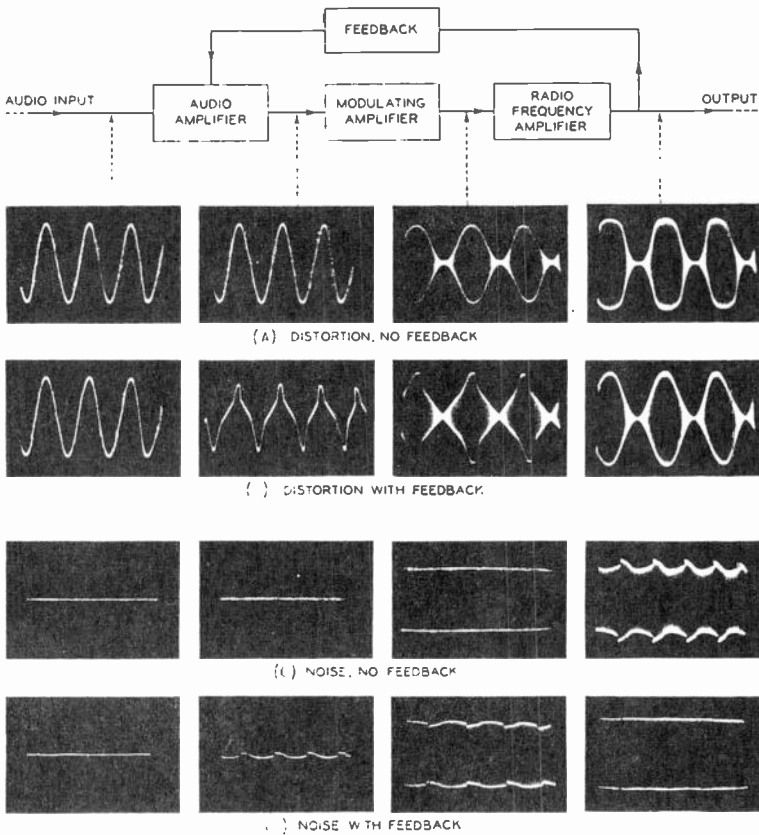 FEEDBACK
AUDIO INPUT
AUDIO
AMPLIFIER
MODULATING
AMPLIFIER
RADIO
FREQUENCY
AMPLIFIER
OUTPUT
(A) DISTORTION, NO FEEDBACK
DISTORTION WITH FEEDBACK
(C) NOISE, NO FEEDBACK
NOISE WITH FEEDBACK